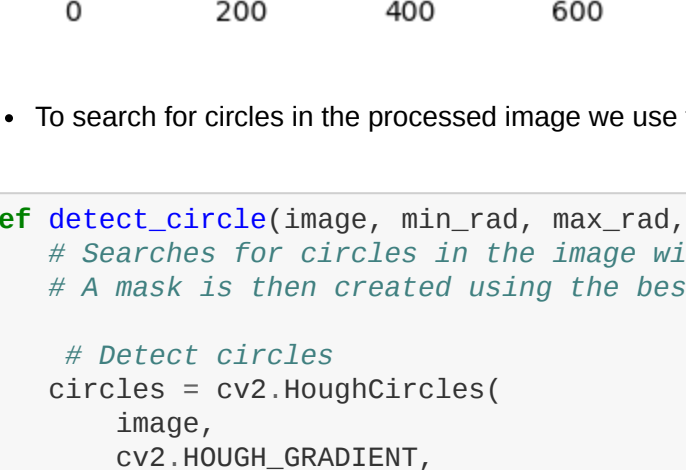 0 200 400 600
• To search for circles in the processed image we use
ef detect_circle(image, min_rad, max_rad,
# Searches for circles in the image wi
# A mask is then created using the bes
# Detect circles
circles = cv2.HoughCircles(
image,
cv2.HOUGH_GRADIENT,